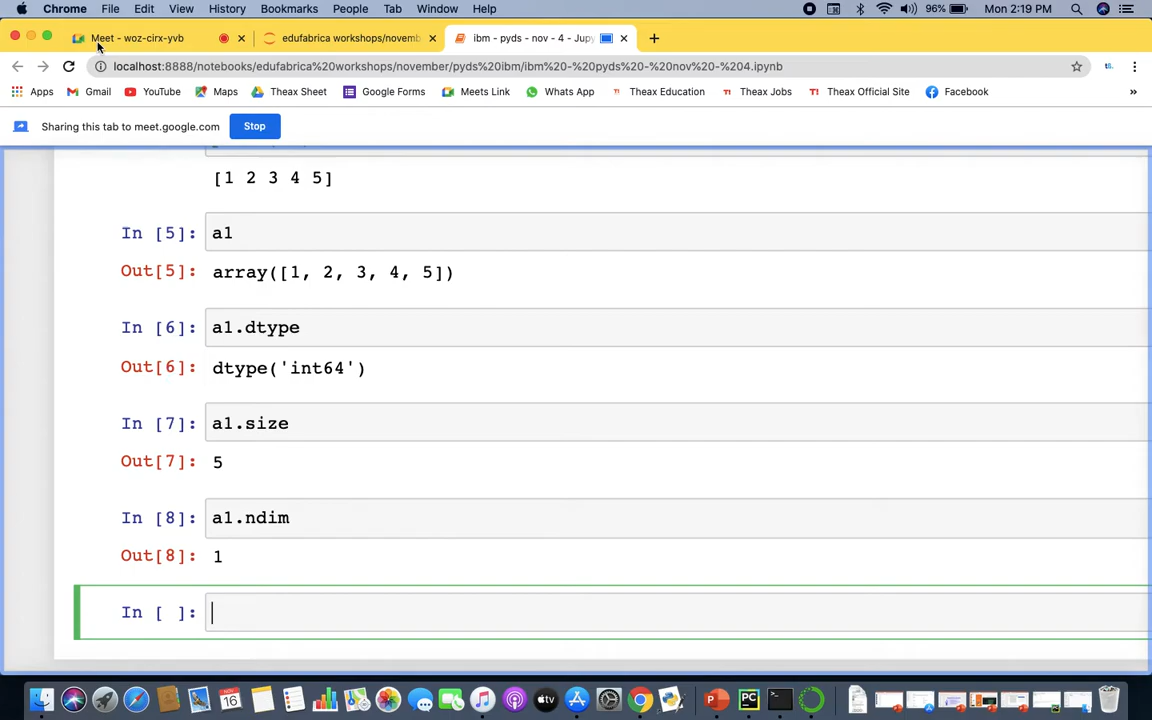 Chrome File Edit View History Bookmarks People Tab Window Help 96% Mon 2:19 PM
Meet - woz-cirx-yvb edufabrica workshops/novemb ibm - pyds - nov - 4 - Jupy
localhost:8888/notebooks/edufabrica%20workshops/november/pyds%20ibm/ibm%20-%20pyds%20-%20nov%20-%204.ipynb
Apps Gmail YouTube Maps Theax Sheet Google Forms Meets Link Whats App Theax Education Theax Jobs Theax Official Site Facebook »
Sharing this tab to meet.google.com Stop
[1 2 3 4 5]
In [5]: a1
Out[5]: array([1, 2, 3, 4, 5])
In [6]: a1.dtype
Out[6]: dtype('int64')
In [7]: a1.size
Out[7]: 5
In [8]: a1.ndim
Out[8]: 1
In [ ]: